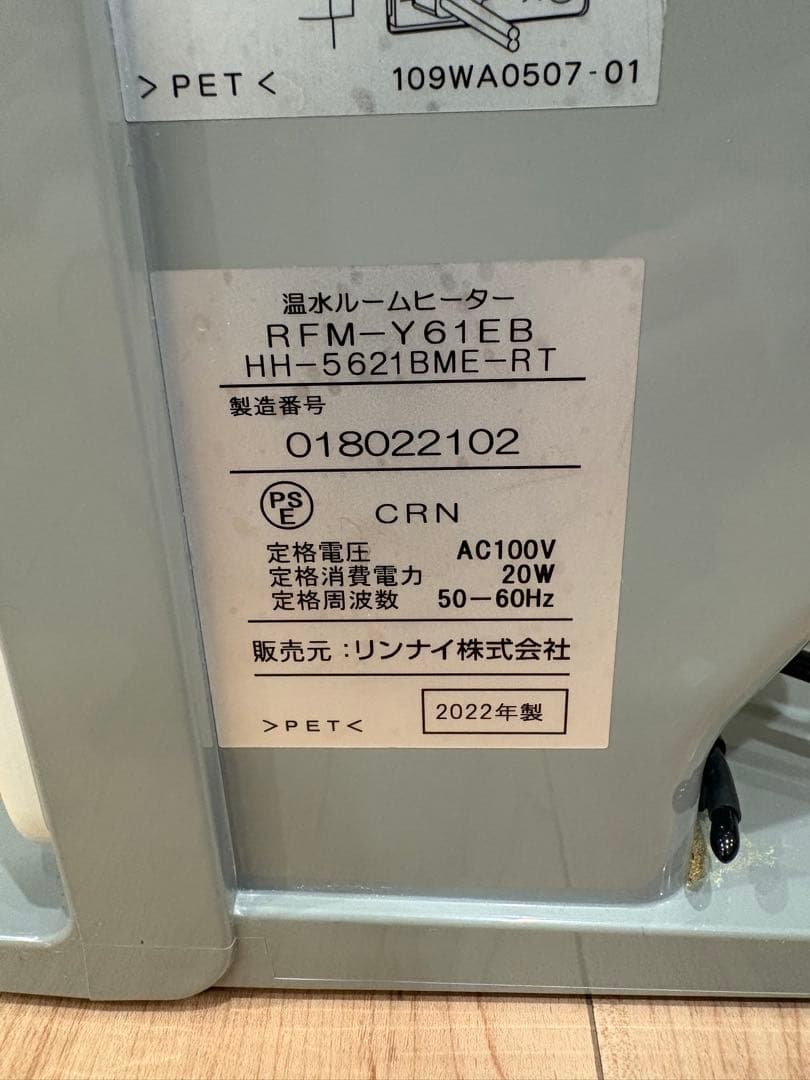 >PET<
109WA0507-01
温水ルームヒーター
RFM-Y61EB
HH-5621BME-RT
製造番号
018022102
PS
E
CRN
定格電圧 AC100V
定格消費電力 20W
定格周波数 50-60Hz
販売元:リンナイ株式会社
>PET<
2022年製